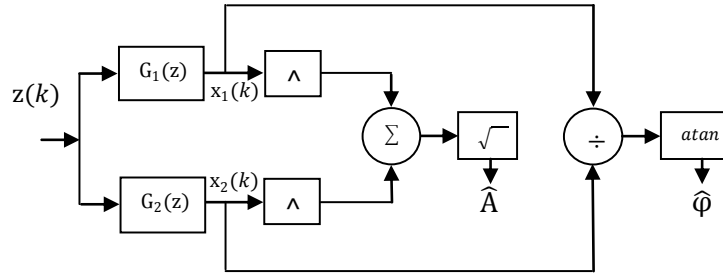 G₁(z)
x₁(k)
^
z(k)
Σ
√
÷
atan
G₂(z)
x₂(k)
^
Â
φ̂